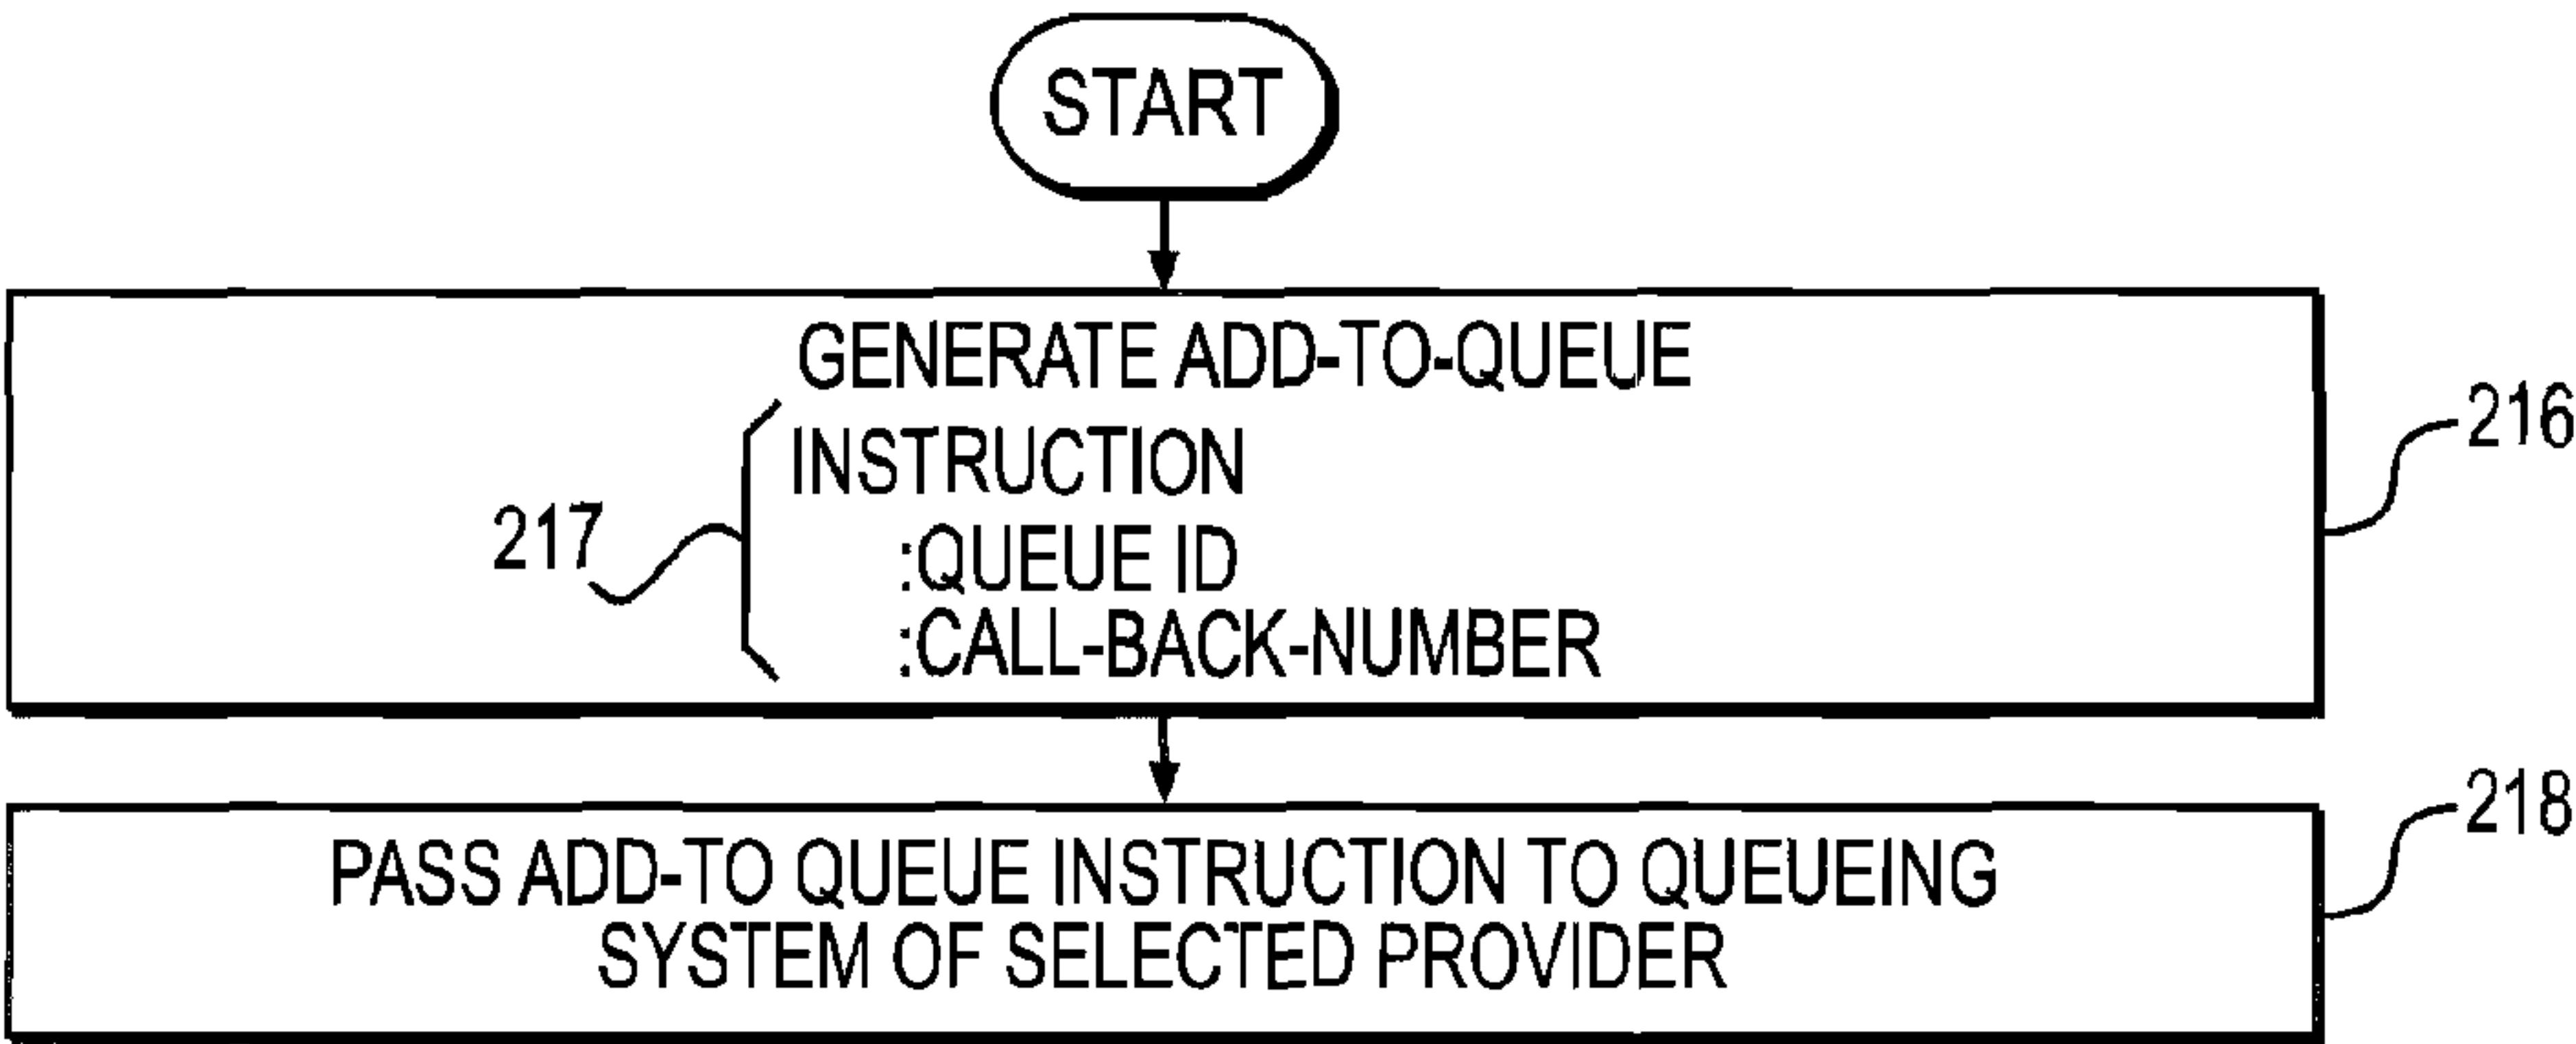 START
GENERATE ADD-TO-QUEUE
INSTRUCTION
:QUEUE ID
:CALL-BACK-NUMBER
217
216
PASS ADD-TO QUEUE INSTRUCTION TO QUEUEING
SYSTEM OF SELECTED PROVIDER
218